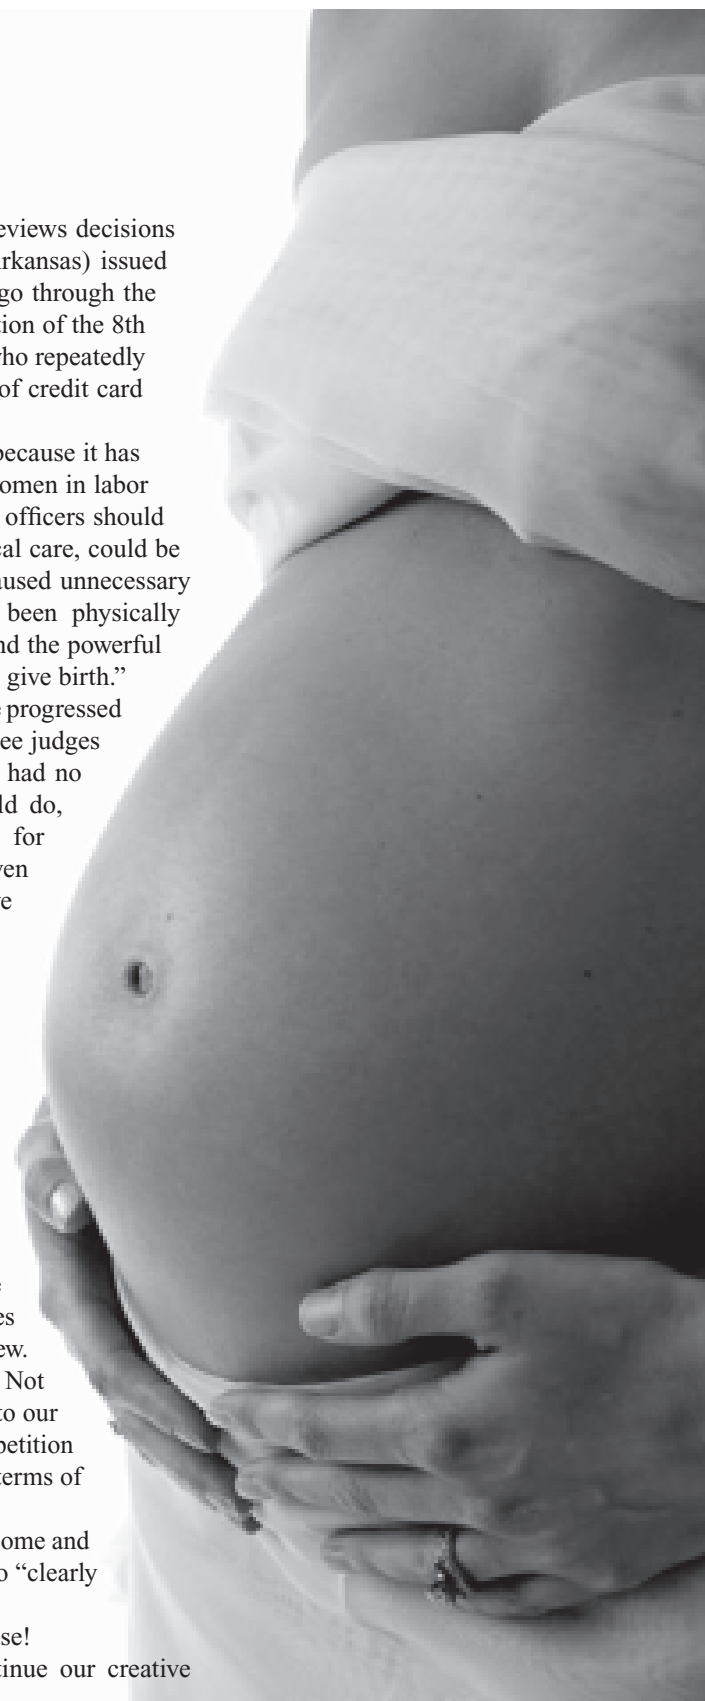 eviews decisions
rkansas) issued
go through the
tion of the 8th
who repeatedly
of credit card
because it has
omen in labor
officers should
cal care, could be
aused unnecessary
been physically
nd the powerful
give birth.”
progressed
ee judges
had no
ld do,
for
ven
e
es
ew.
Not
to our
petition
terms of
ome and
o “clearly
se!
tinue our creative